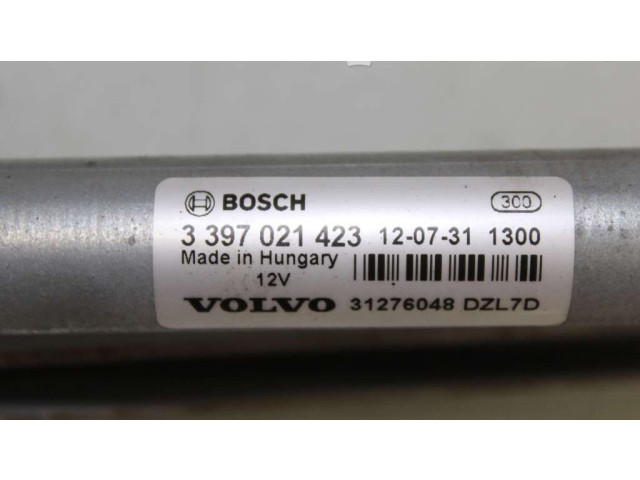 BOSCH 300
3 397 021 423 12-07-31 1300
Made in Hungary
12V
VOLVO 31276048 DZL7D